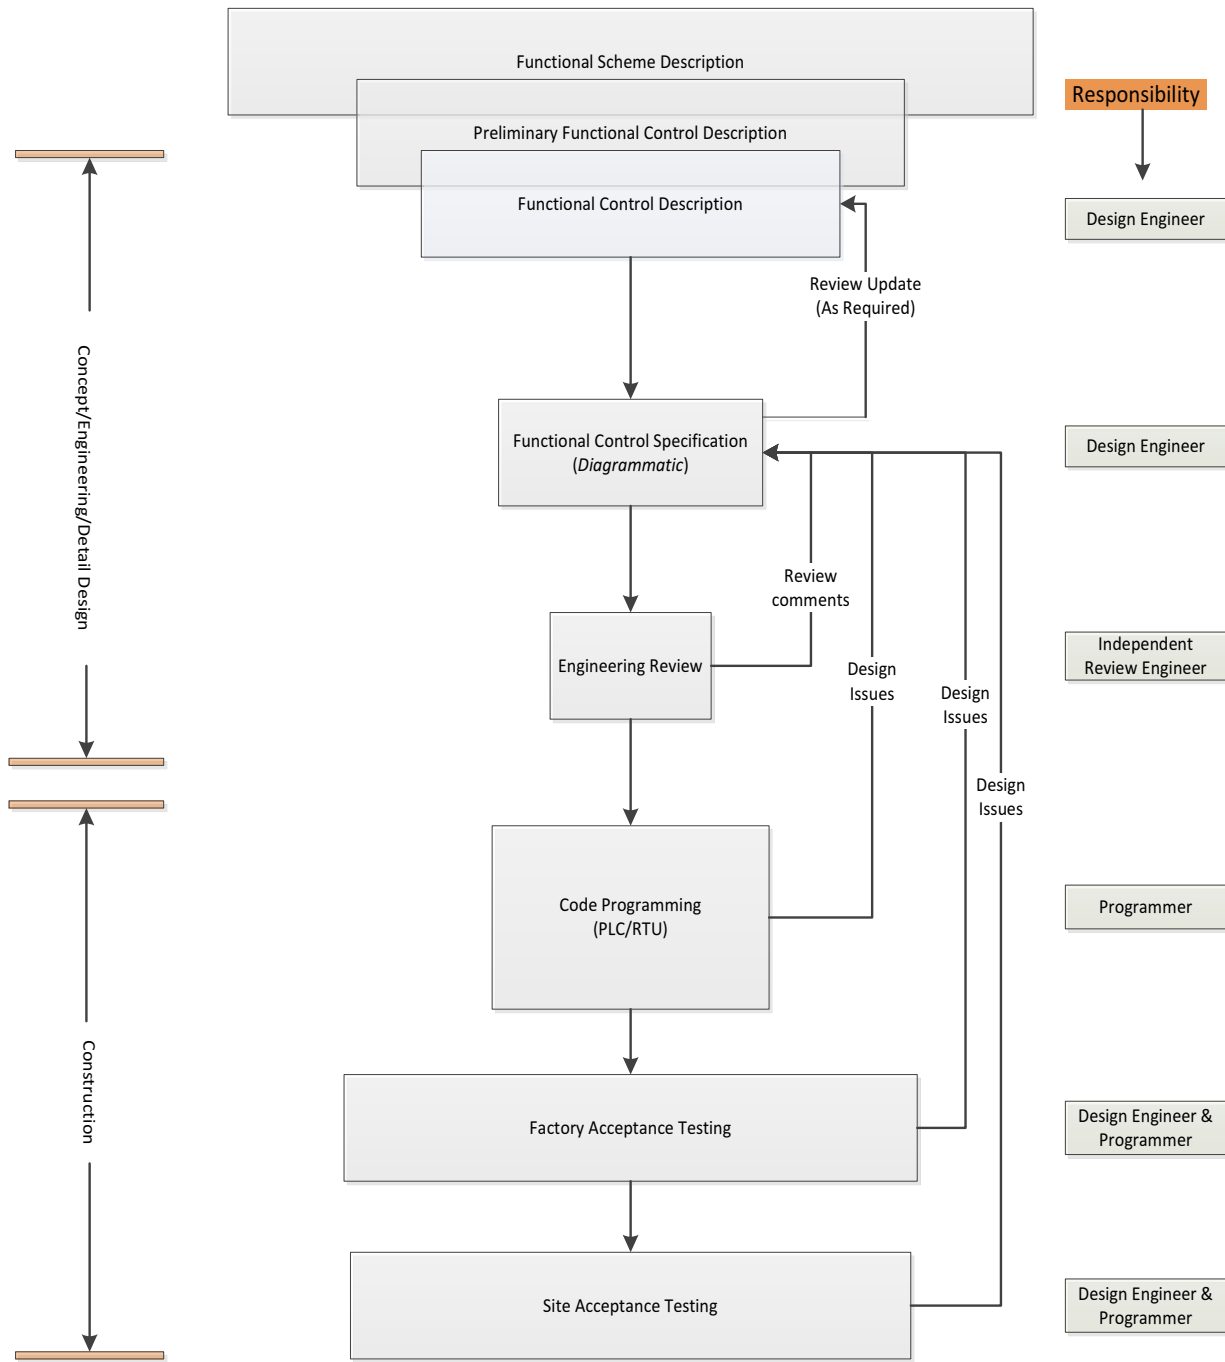 Functional Scheme Description
Responsibility
Preliminary Functional Control Description
Functional Control Description
Design Engineer
Review Update
(As Required)
Concept/Engineering/Detail Design
Functional Control Specification
(Diagrammatic)
Design Engineer
Review
comments
Engineering Review
Independent
Review Engineer
Design
Issues
Design
Issues
Design
Issues
Code Programming
(PLC/RTU)
Programmer
Construction
Factory Acceptance Testing
Design Engineer &
Programmer
Site Acceptance Testing
Design Engineer &
Programmer